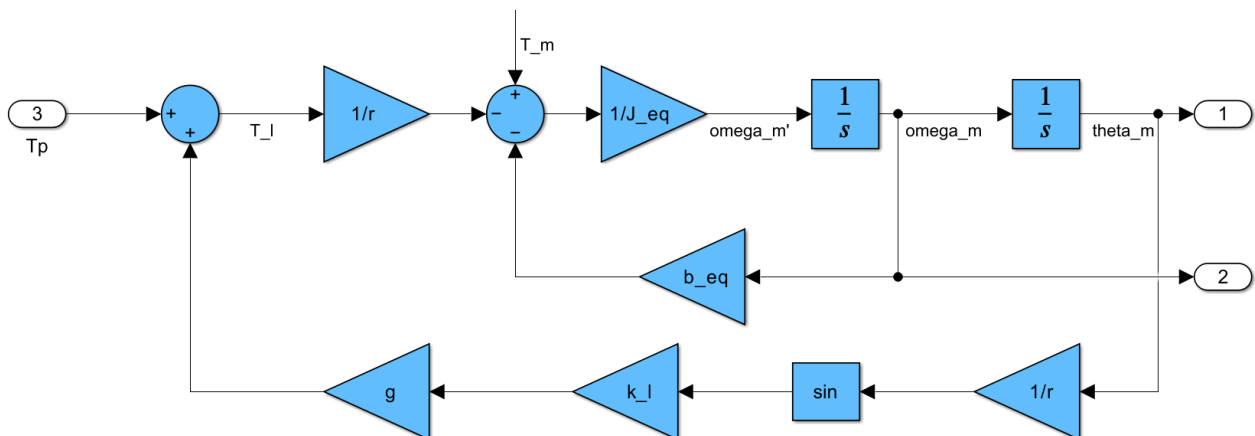 T_m
3
Tp
+
+
T_l
1/r
+
−
−
1/J_eq
omega_m'
1
s
omega_m
1
s
theta_m
1
b_eq
2
g
k_l
sin
1/r